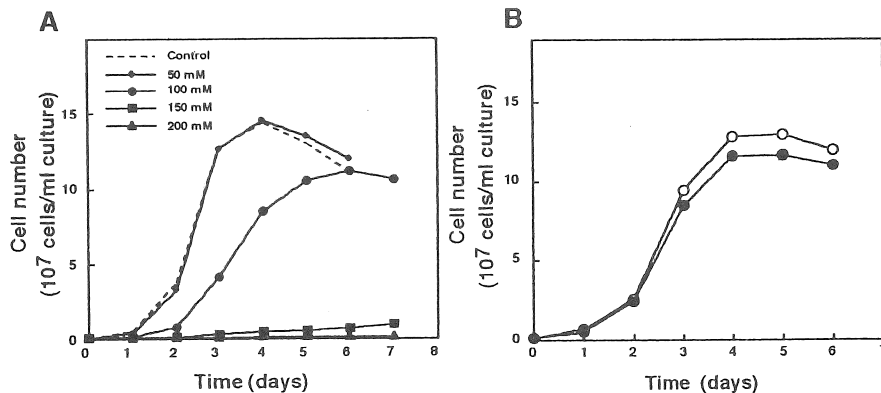 A
Control
50 mM
100 mM
150 mM
200 mM
15
10
5
0
0 1 2 3 4 5 6 7 8
Time (days)
Cell number
(10⁷ cells/ml culture)
B
15
10
5
0
0 1 2 3 4 5 6
Time (days)
Cell number
(10⁷ cells/ml culture)